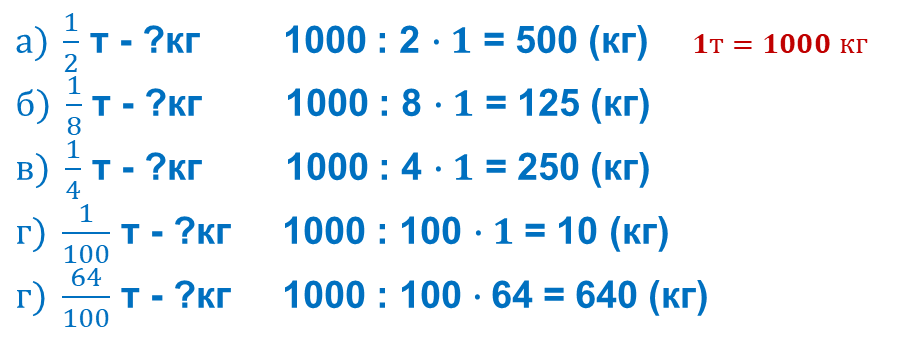 а) 1/2 т - ?кг 1000 : 2 · 1 = 500 (кг) 1т = 1000 кг
б) 1/8 т - ?кг 1000 : 8 · 1 = 125 (кг)
в) 1/4 т - ?кг 1000 : 4 · 1 = 250 (кг)
г) 1/100 т - ?кг 1000 : 100 · 1 = 10 (кг)
г) 64/100 т - ?кг 1000 : 100 · 64 = 640 (кг)